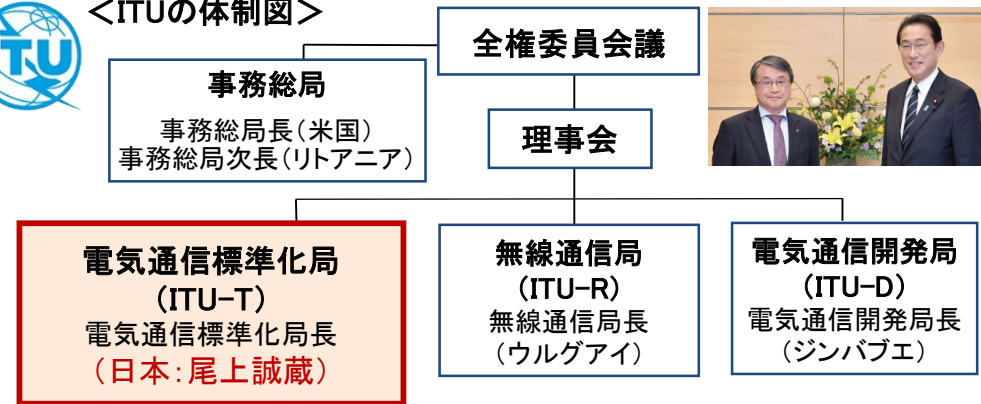 <ITUの体制図>
ITU
全権委員会議
事務総局
事務総局長(米国)
事務総局次長(リトアニア)
理事会
電気通信標準化局
(ITU-T)
電気通信標準化局長
(日本:尾上誠蔵)
無線通信局
(ITU-R)
無線通信局長
(ウルグアイ)
電気通信開発局
(ITU-D)
電気通信開発局長
(ジンバブエ)